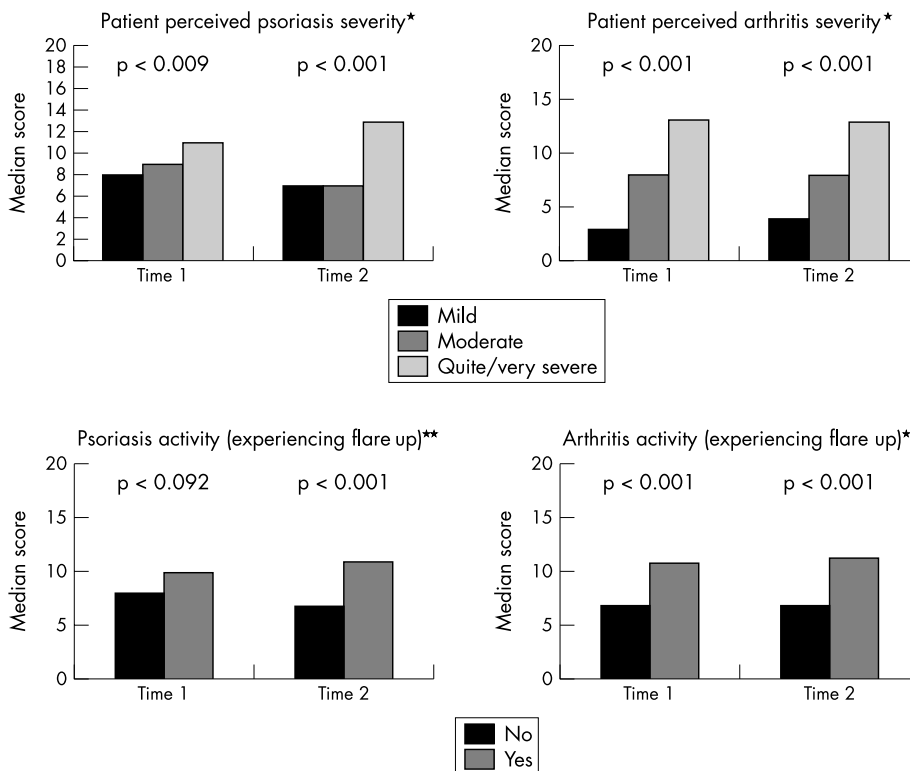 Patient perceived psoriasis severity★
Median score
20
18
16
14
12
10
8
6
4
2
0
p < 0.009
p < 0.001
Time 1
Time 2
Patient perceived arthritis severity★
Median score
20
15
10
5
0
p < 0.001
p < 0.001
Time 1
Time 2
Mild
Moderate
Quite/very severe
Psoriasis activity (experiencing flare up)★★
Median score
20
15
10
5
0
p < 0.092
p < 0.001
Time 1
Time 2
Arthritis activity (experiencing flare up)★
Median score
20
15
10
5
0
p < 0.001
p < 0.001
Time 1
Time 2
No
Yes